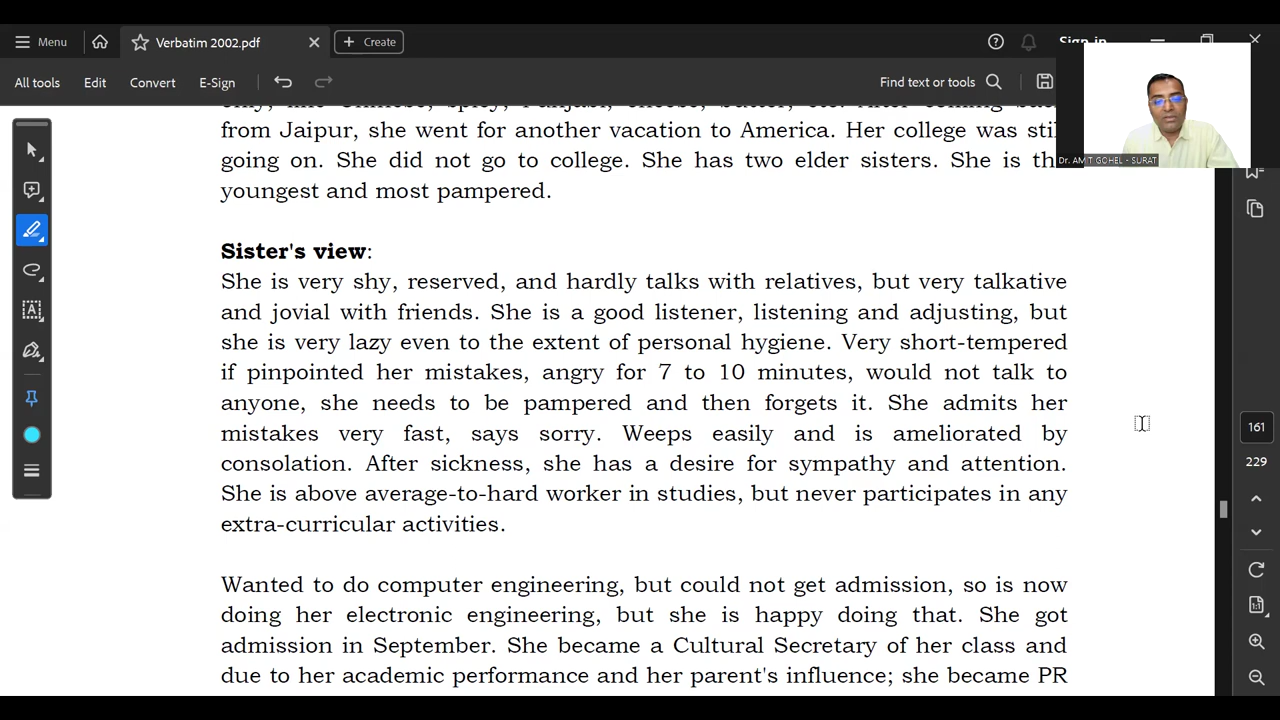 Menu
Verbatim 2002.pdf
Create
Sign in
All tools
Edit
Convert
E-Sign
Find text or tools
from Jaipur, she went for another vacation to America. Her college was
going on. She did not go to college. She has two elder sisters. She is
youngest and most pampered.
Dr. AMIT GOHEL - SURAT
Sister's view:
She is very shy, reserved, and hardly talks with relatives, but very talkative
and jovial with friends. She is a good listener, listening and adjusting, but
she is very lazy even to the extent of personal hygiene. Very short-tempered
if pinpointed her mistakes, angry for 7 to 10 minutes, would not talk to
anyone, she needs to be pampered and then forgets it. She admits her
mistakes very fast, says sorry. Weeps easily and is ameliorated by
consolation. After sickness, she has a desire for sympathy and attention.
She is above average-to-hard worker in studies, but never participates in any
extra-curricular activities.
Wanted to do computer engineering, but could not get admission, so is now
doing her electronic engineering, but she is happy doing that. She got
admission in September. She became a Cultural Secretary of her class and
due to her academic performance and her parent's influence; she became PR
161
229